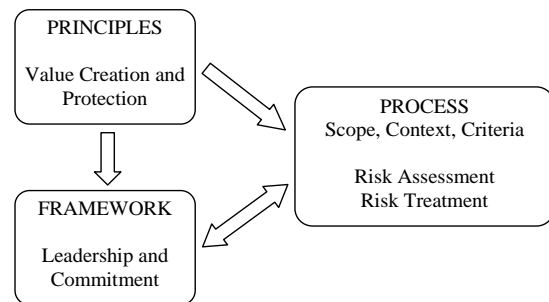 PRINCIPLES
Value Creation and
Protection
PROCESS
Scope, Context, Criteria
Risk Assessment
Risk Treatment
FRAMEWORK
Leadership and
Commitment